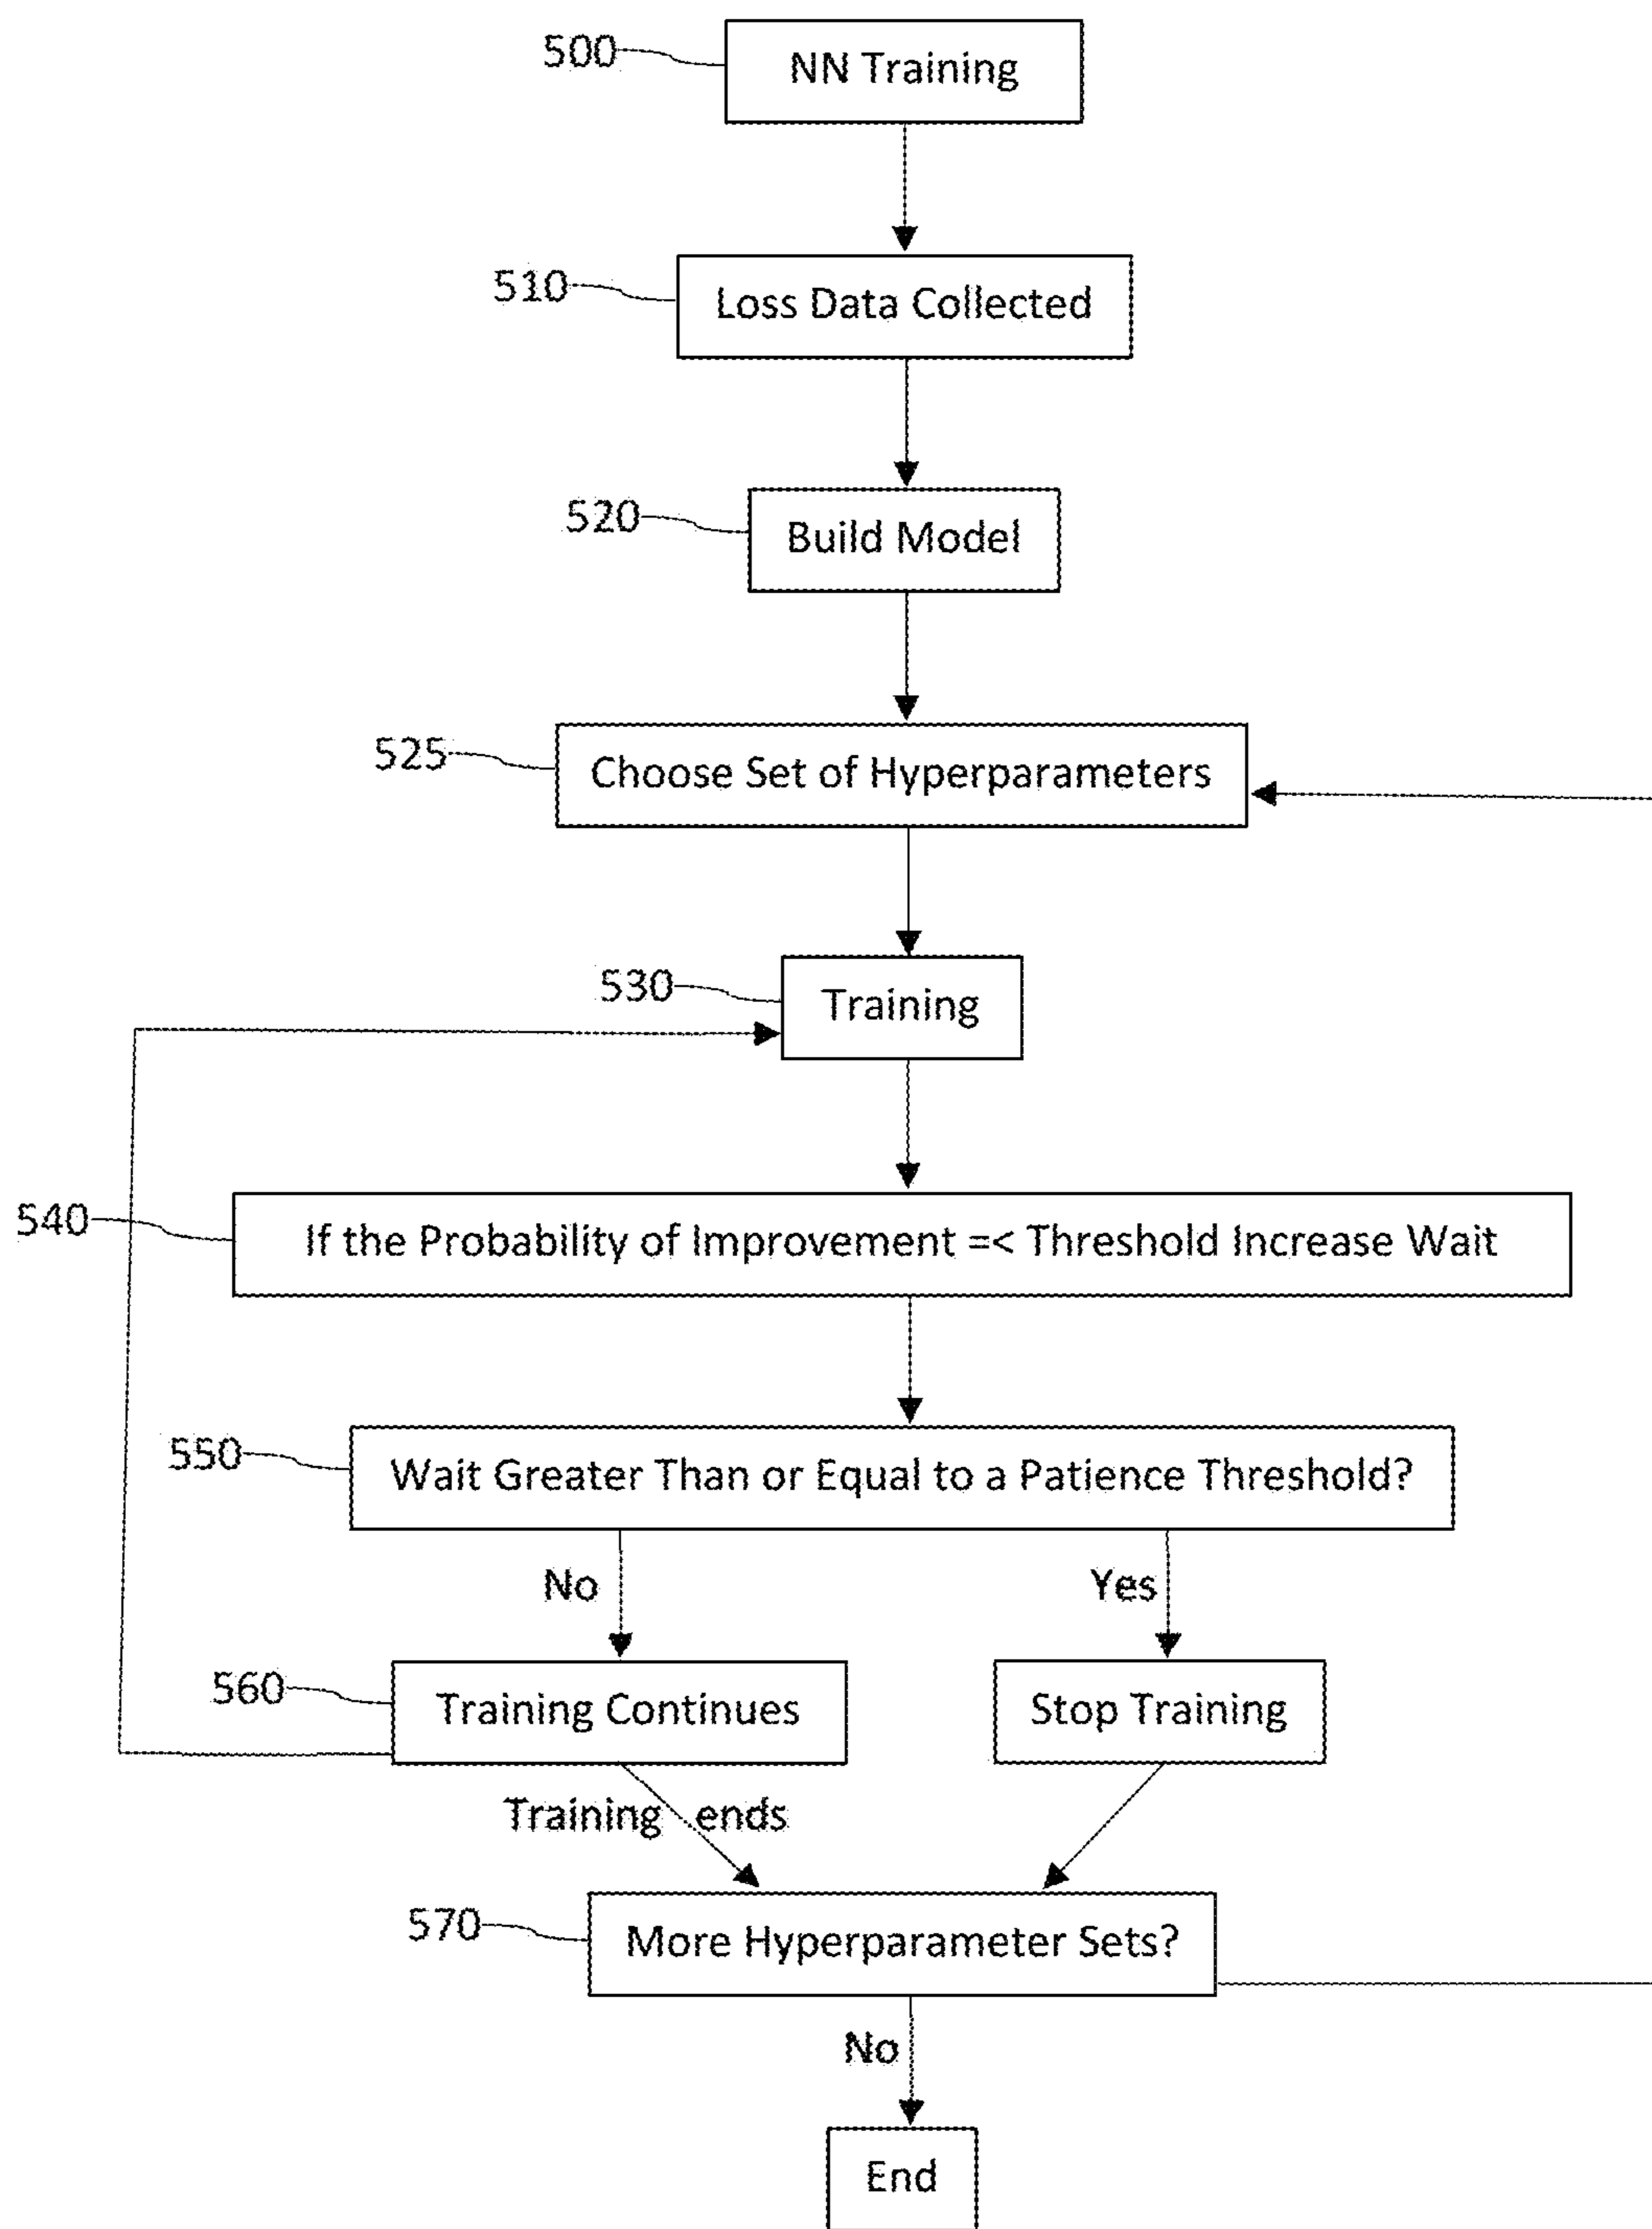 500
NN Training
510
Loss Data Collected
520
Build Model
525
Choose Set of Hyperparameters
530
Training
540
If the Probability of Improvement =< Threshold Increase Wait
550
Wait Greater Than or Equal to a Patience Threshold?
No
Yes
560
Training Continues
Stop Training
Training ends
570
More Hyperparameter Sets?
No
End